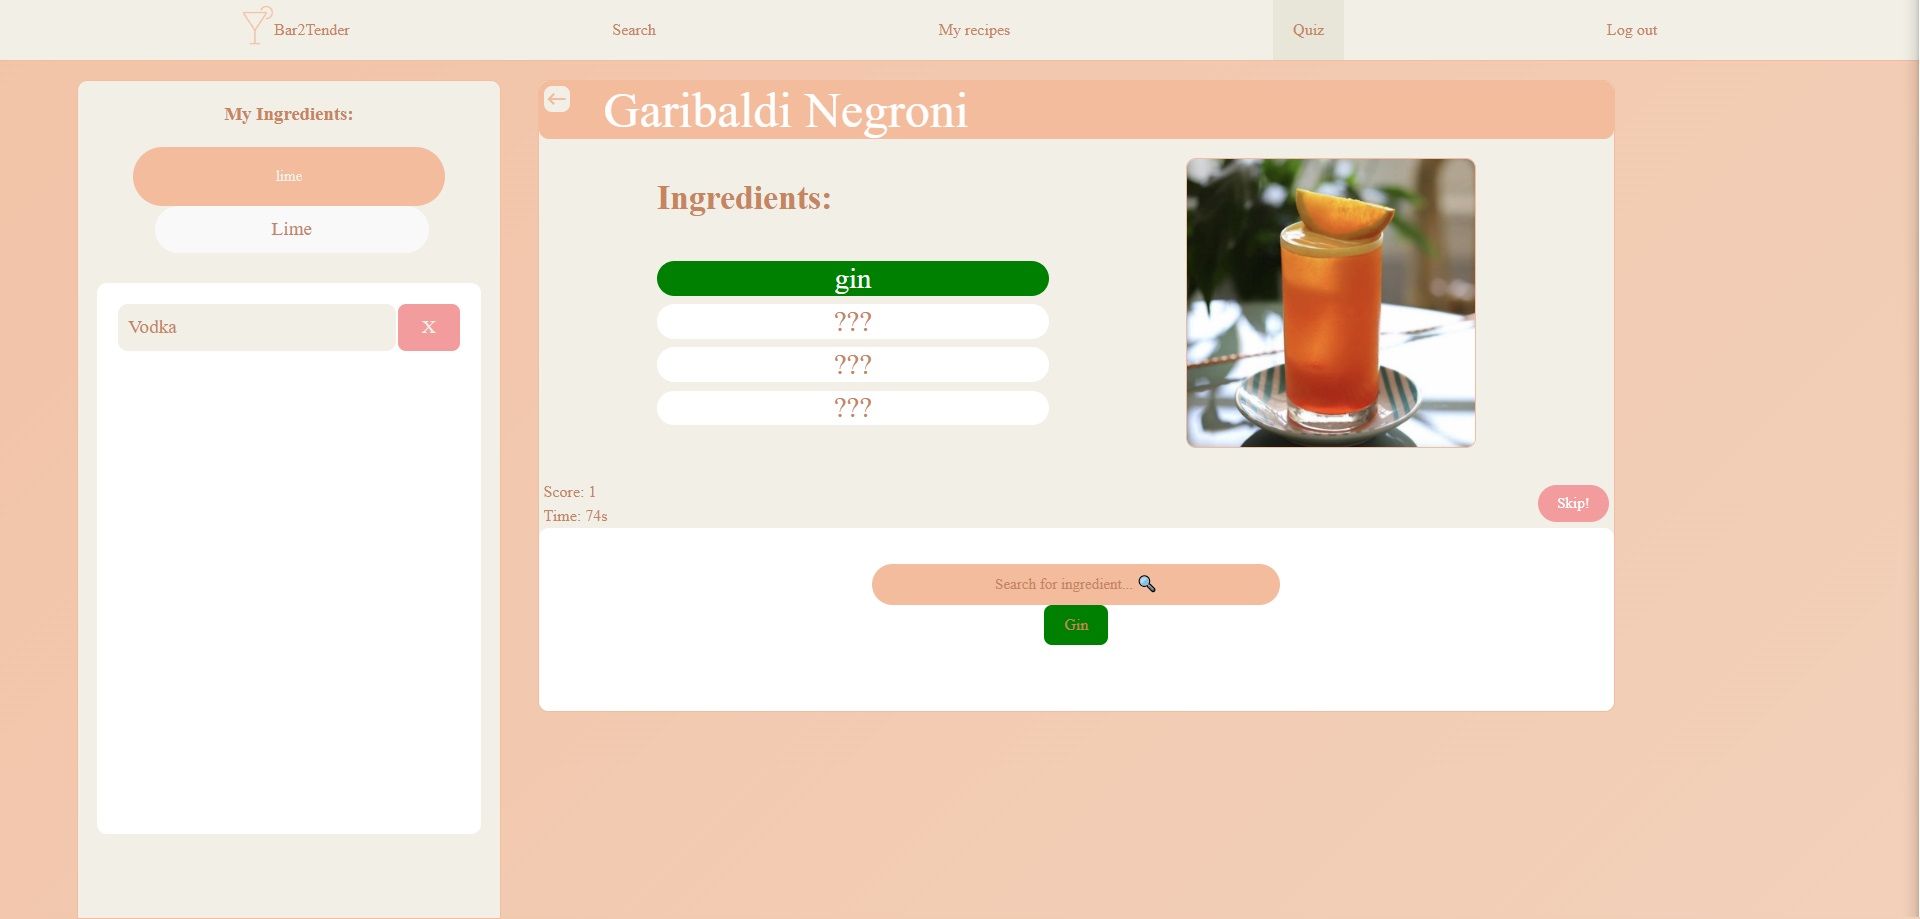 Bar2Tender
Search
My recipes
Quiz
Log out
My Ingredients:
lime
Lime
Vodka
X
Garibaldi Negroni
Ingredients:
gin
???
???
???
Score: 1
Time: 74s
Skip!
Search for ingredient... 🔍
Gin